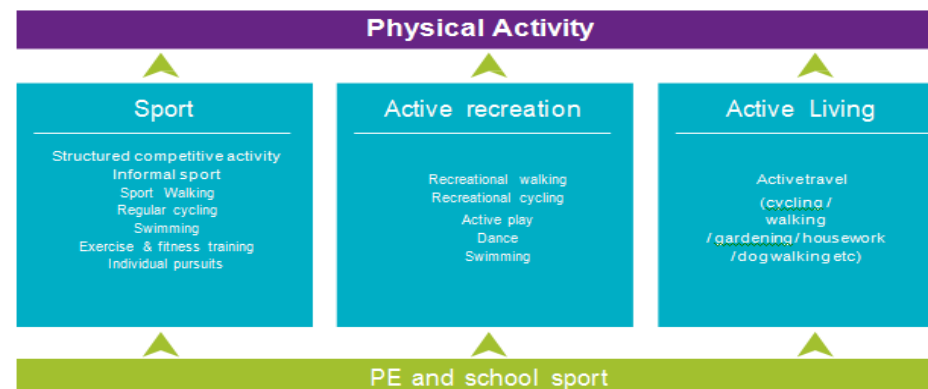 Physical Activity
Sport
Structured competitive activity
Informal sport
Sport Walking
Regular cycling
Swimming
Exercise & fitness training
Individual pursuits
Active recreation
Recreational walking
Recreational cycling
Active play
Dance
Swimming
Active Living
Activetravel
(cycling /
walking
/ gardening / housework
/dog walking etc)
PE and school sport